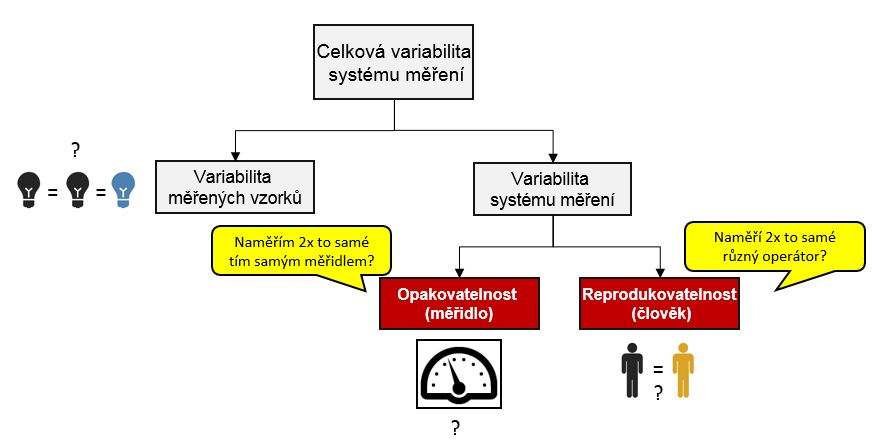 Celková variabilita
systému měření
?
= =
Variabilita
měřených vzorků
Variabilita
systému měření
Naměřím 2x to samé
tím samým měřidlem?
Naměří 2x to samé
různý operátor?
Opakovatelnost
(měřidlo)
Reprodukovatelnost
(člověk)
=
?
?